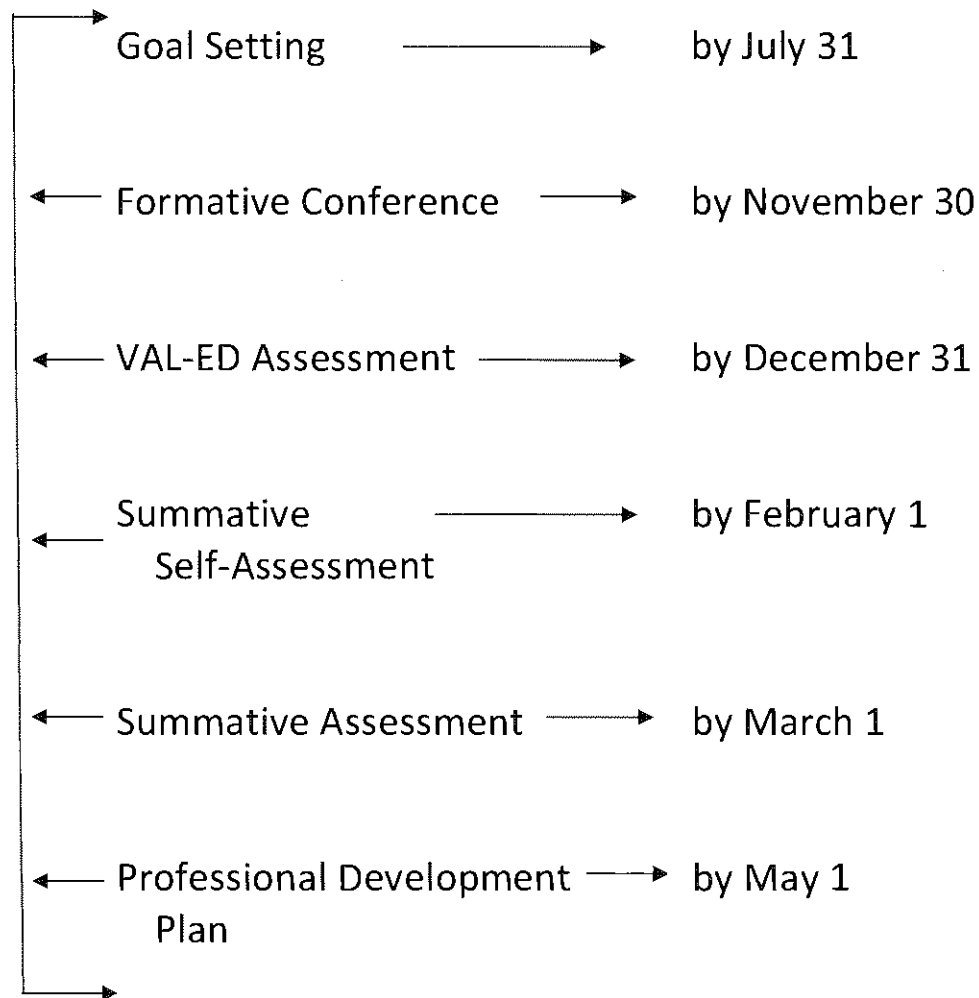 Goal Setting by July 31
Formative Conference by November 30
VAL-ED Assessment by December 31
Summative by February 1
Self-Assessment
Summative Assessment by March 1
Professional Development by May 1
Plan